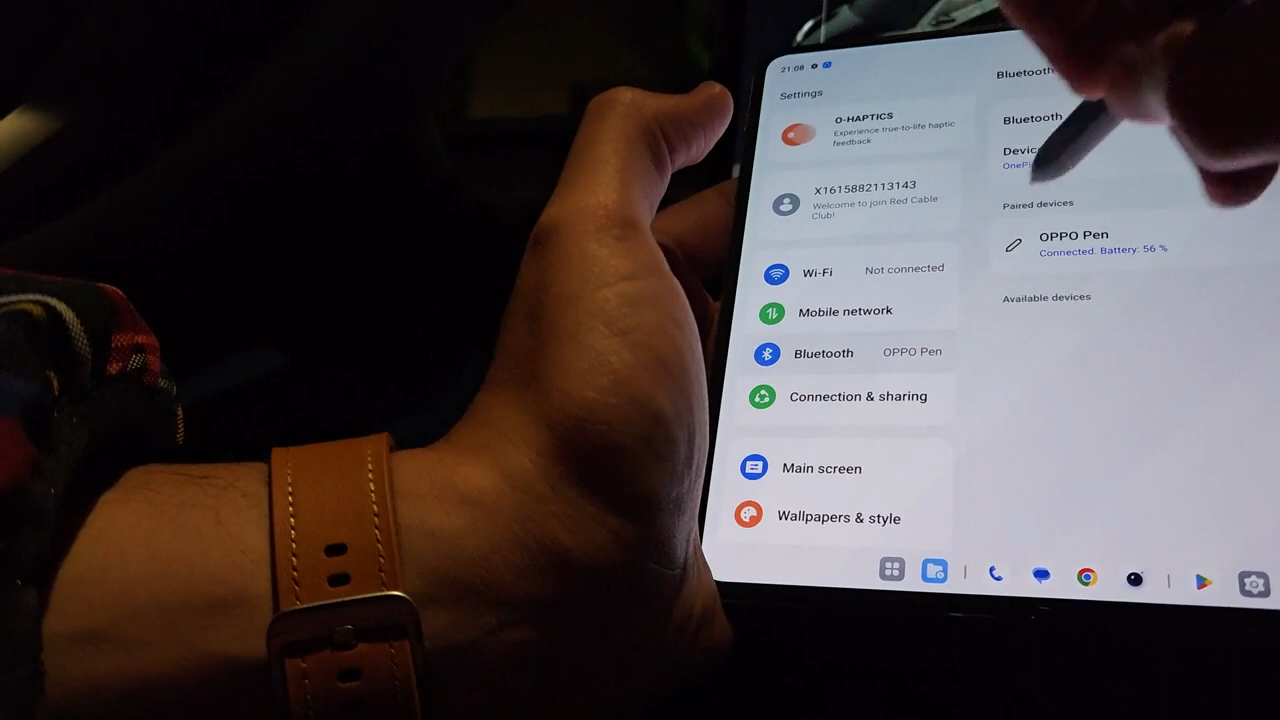 21:08
Settings
O-HAPTICS
Experience true-to-life haptic
feedback
X1615882113143
Welcome to join Red Cable
Club!
Wi-Fi Not connected
Mobile network
Bluetooth OPPO Pen
Connection & sharing
Main screen
Wallpapers & style
Bluetooth
Bluetooth
Paired devices
OPPO Pen
Connected. Battery: 56 %
Available devices